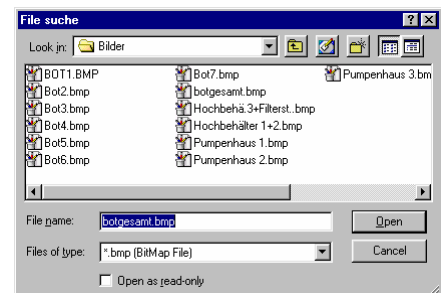 File suche
Look in: Bilder
BOT1.BMP
Bot2.bmp
Bot3.bmp
Bot4.bmp
Bot5.bmp
Bot6.bmp
Bot7.bmp
botgesamt.bmp
Hochbehä.3+Filterst..bmp
Hochbehälter 1+2.bmp
Pumpenhaus 1.bmp
Pumpenhaus 2.bmp
Pumpenhaus 3.bm
File name: botgesamt.bmp
Open
Files of type: *.bmp (BitMap File)
Cancel
Open as read-only